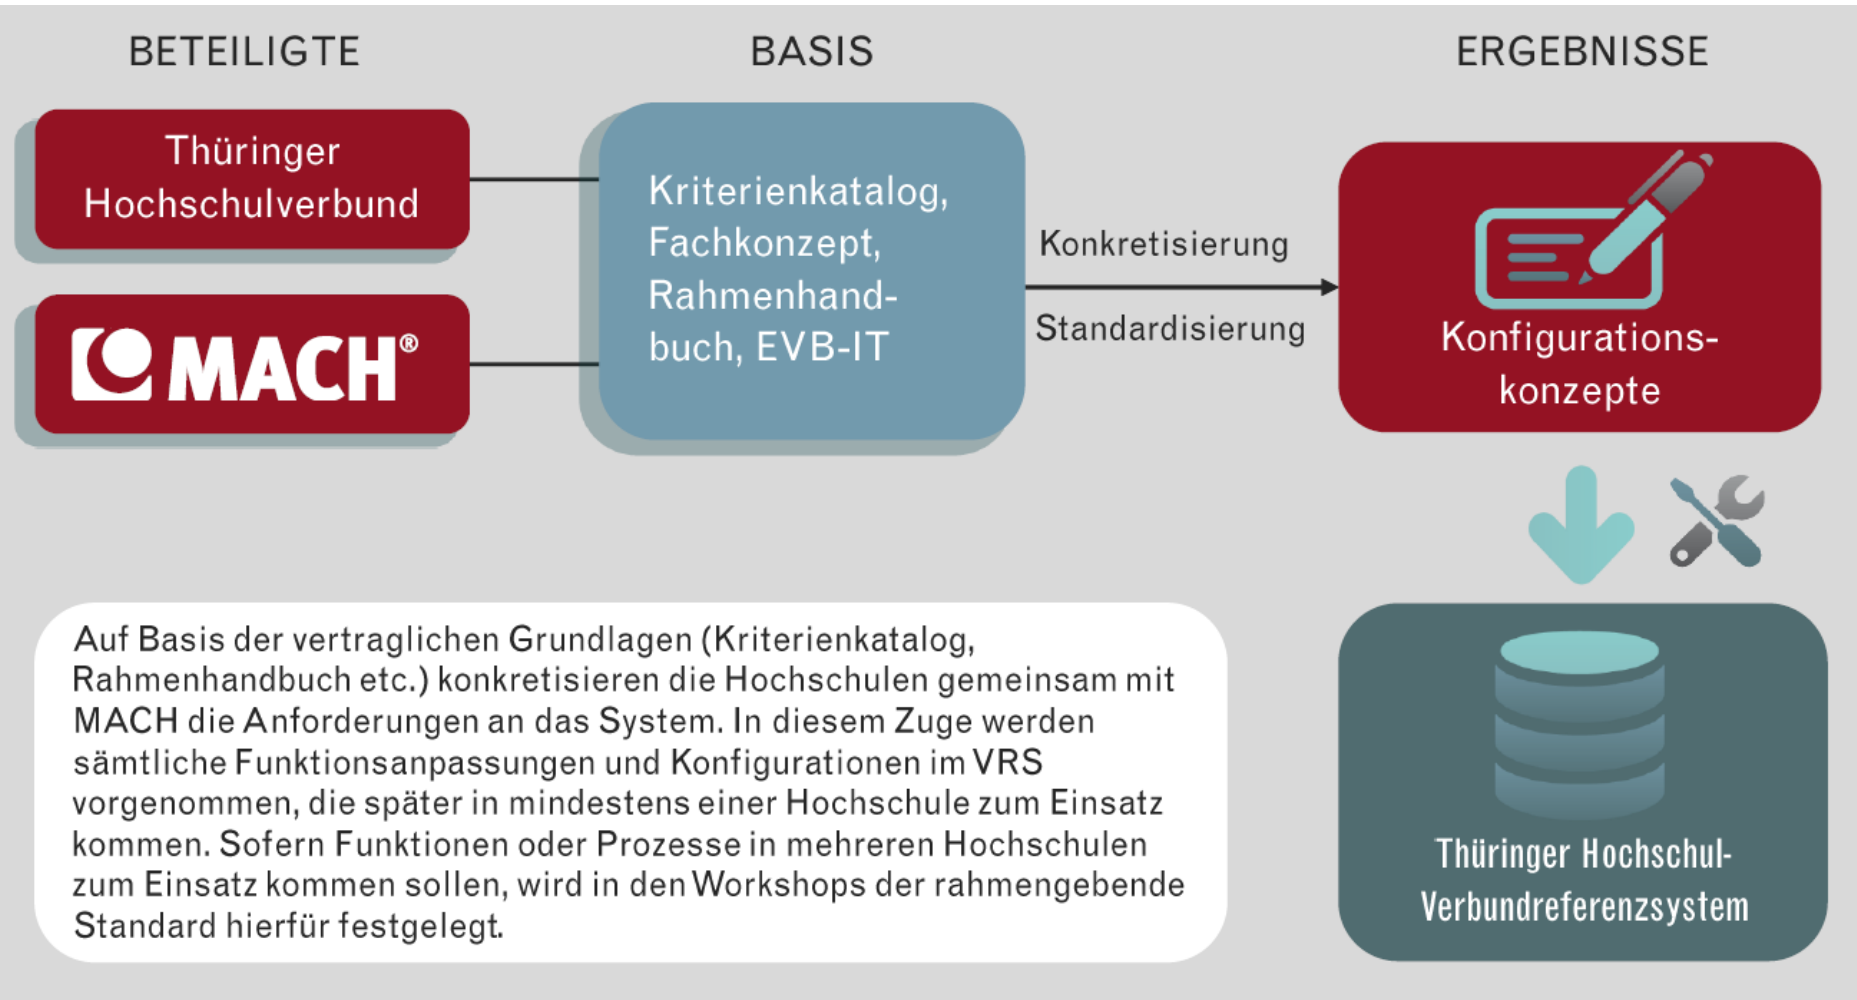 BETEILIGTE
BASIS
ERGEBNISSE
Thüringer
Hochschulverbund
MACH®
Kriterienkatalog,
Fachkonzept,
Rahmenhand-
buch, EVB-IT
Konkretisierung
Standardisierung
Konfigurations-
konzepte
Auf Basis der vertraglichen Grundlagen (Kriterienkatalog,
Rahmenhandbuch etc.) konkretisieren die Hochschulen gemeinsam mit
MACH die Anforderungen an das System. In diesem Zuge werden
sämtliche Funktionsanpassungen und Konfigurationen im VRS
vorgenommen, die später in mindestens einer Hochschule zum Einsatz
kommen. Sofern Funktionen oder Prozesse in mehreren Hochschulen
zum Einsatz kommen sollen, wird in den Workshops der rahmengebende
Standard hierfür festgelegt.
Thüringer Hochschul-
Verbundreferenzsystem